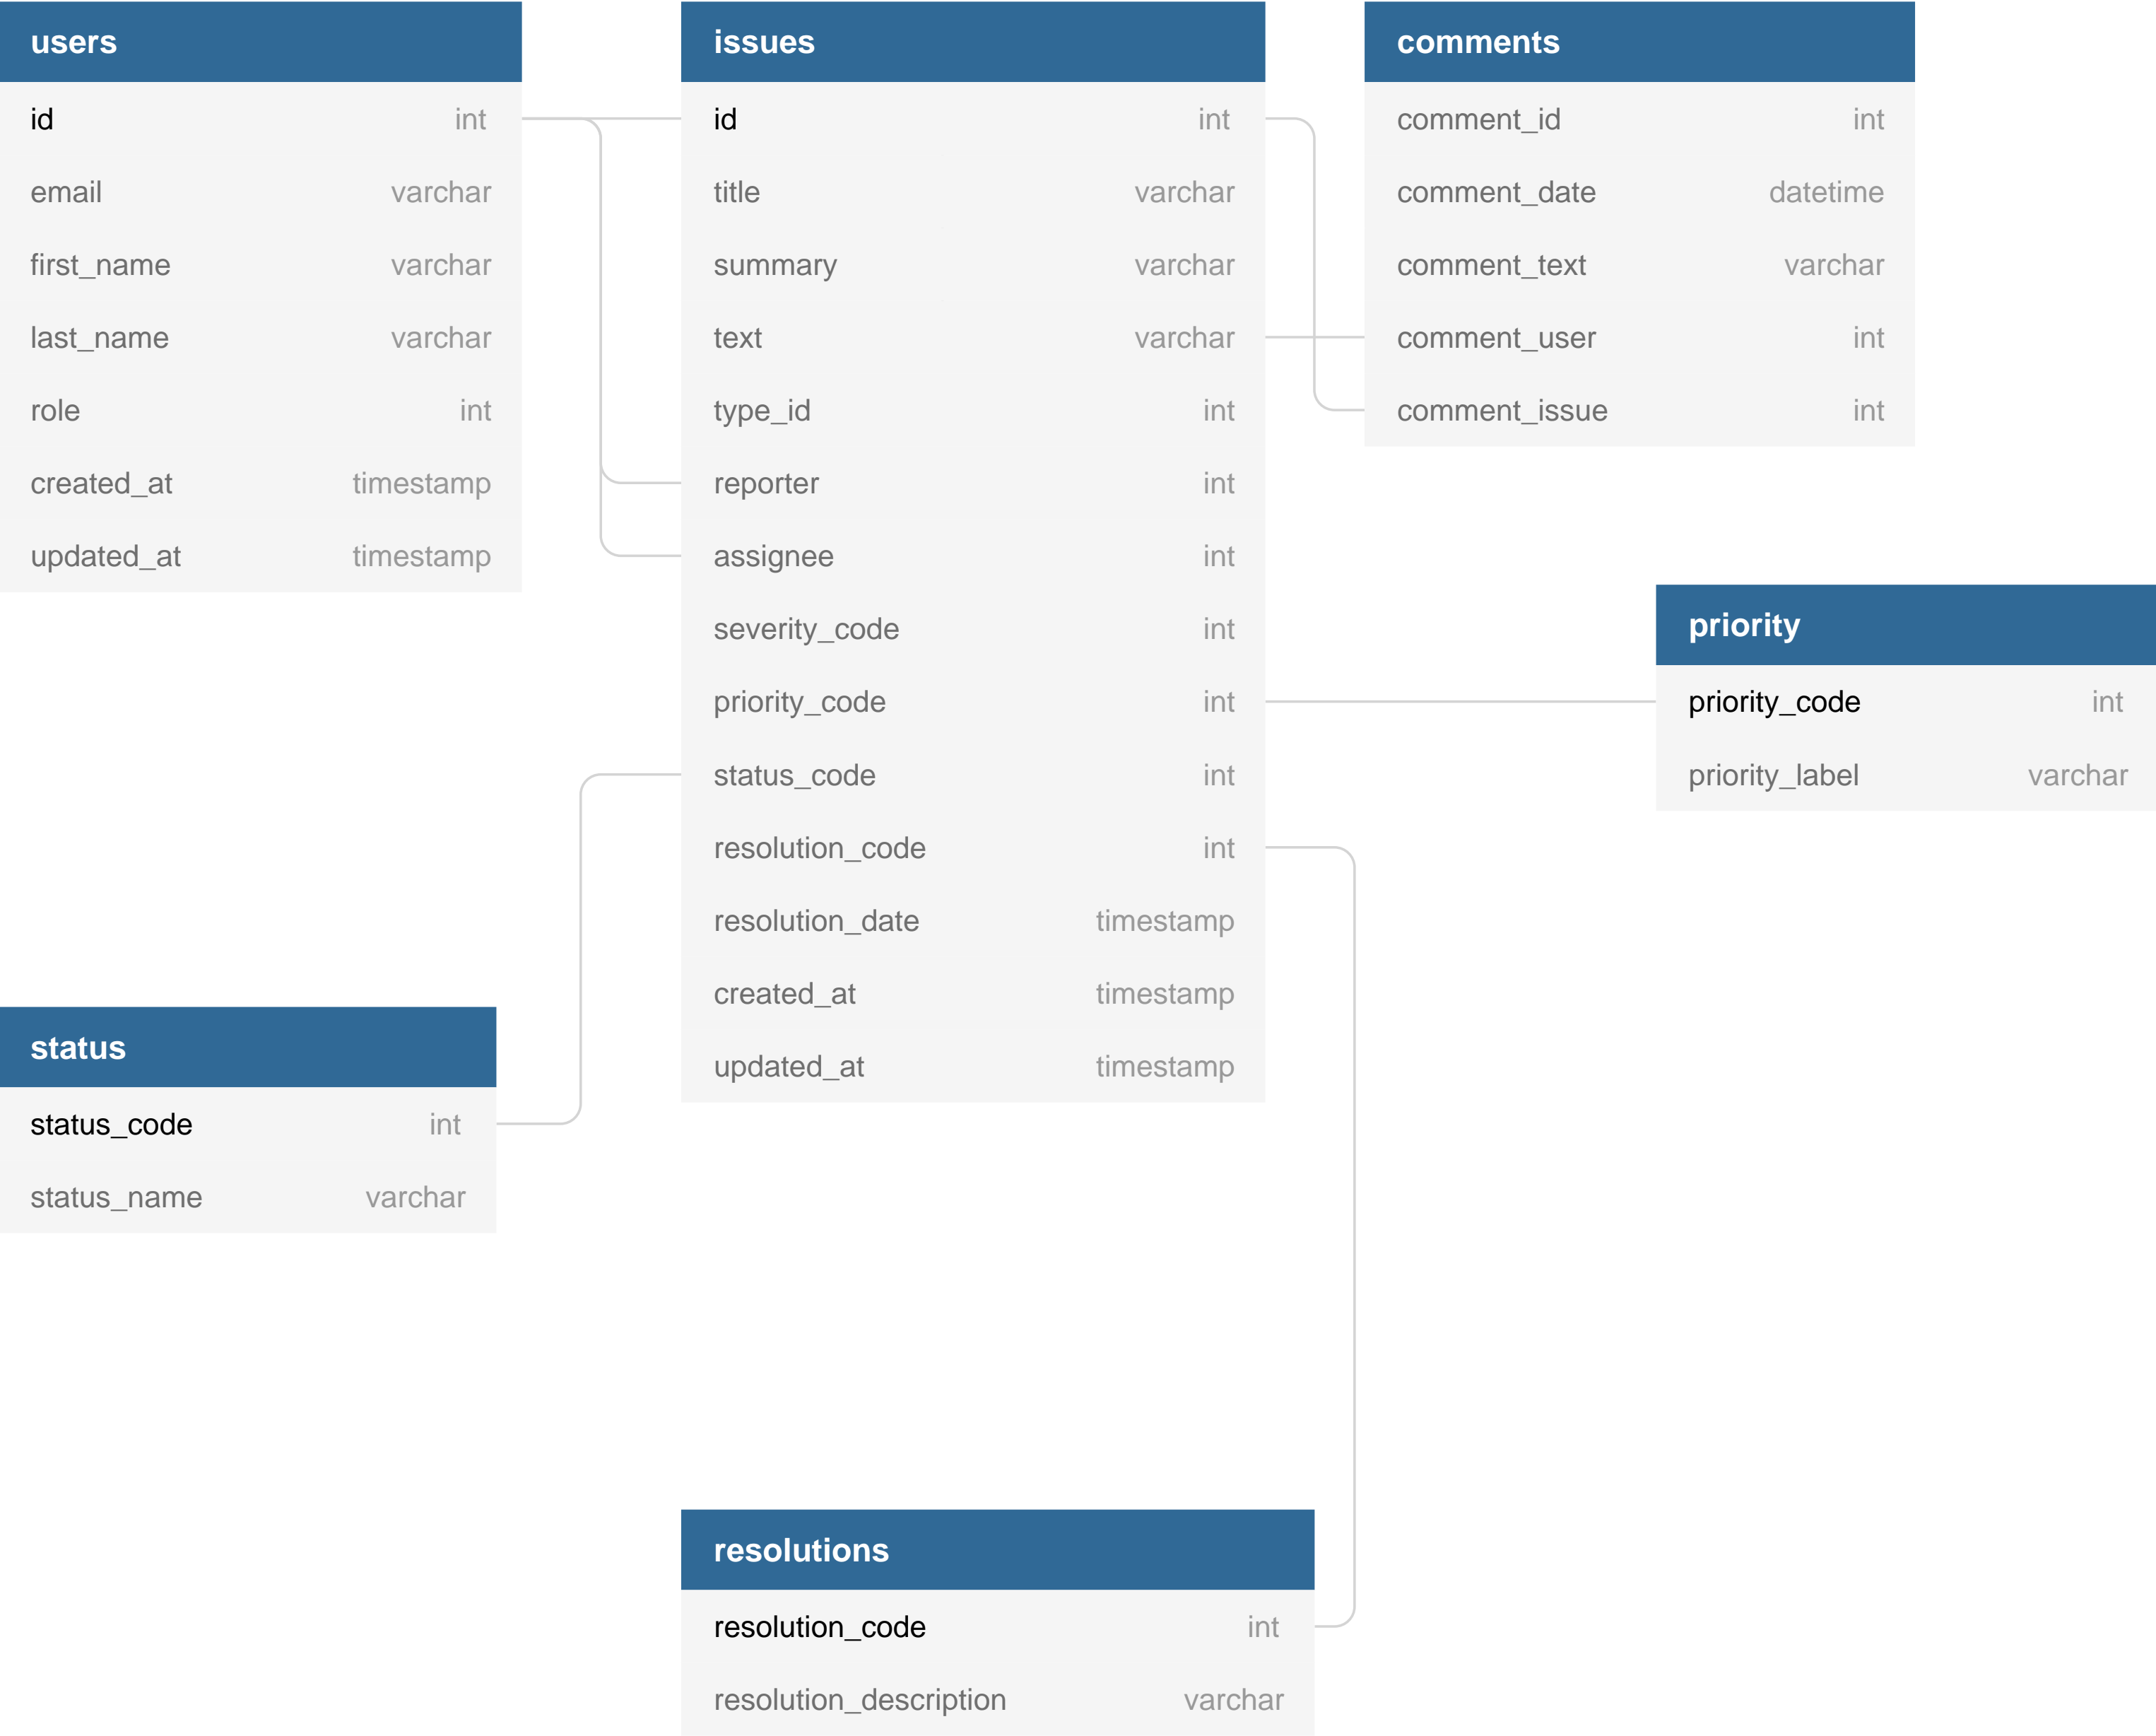 users
id int
email varchar
first_name varchar
last_name varchar
role int
created_at timestamp
updated_at timestamp
issues
id int
title varchar
summary varchar
text varchar
type_id int
reporter int
assignee int
severity_code int
priority_code int
status_code int
resolution_code int
resolution_date timestamp
created_at timestamp
updated_at timestamp
comments
comment_id int
comment_date datetime
comment_text varchar
comment_user int
comment_issue int
priority
priority_code int
priority_label varchar
status
status_code int
status_name varchar
resolutions
resolution_code int
resolution_description varchar